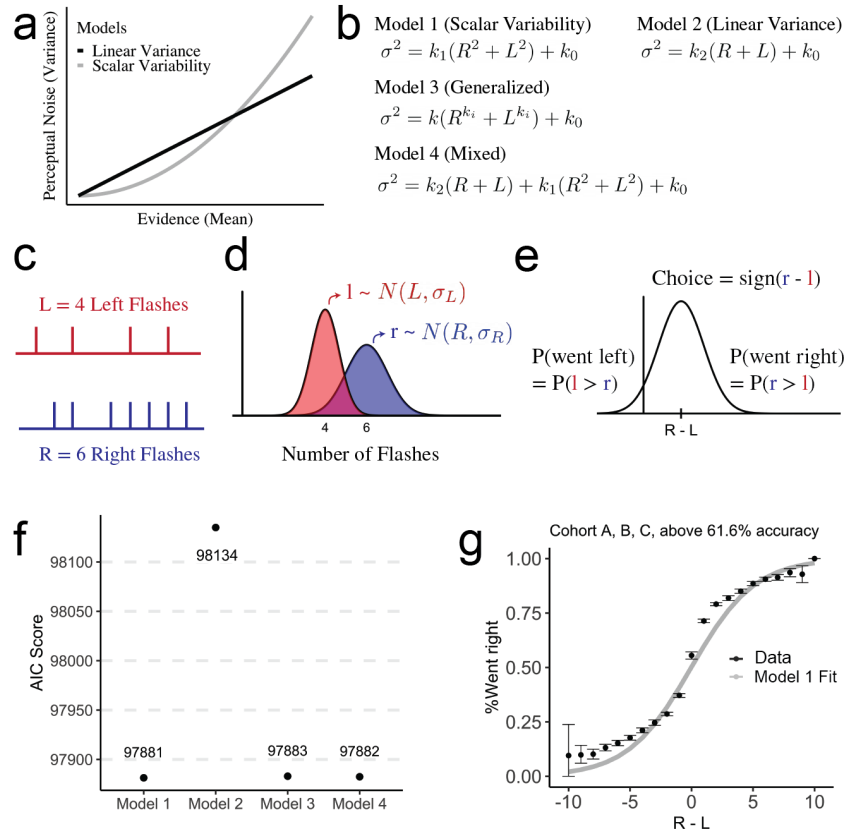 a
Perceptual Noise (Variance)
Models
Linear Variance
Scalar Variability
Evidence (Mean)
b
Model 1 (Scalar Variability)
σ² = k₁(R² + L²) + k₀
Model 2 (Linear Variance)
σ² = k₂(R + L) + k₀
Model 3 (Generalized)
σ² = k(R^{k_i} + L^{k_i}) + k₀
Model 4 (Mixed)
σ² = k₂(R + L) + k₁(R² + L²) + k₀
c
L = 4 Left Flashes
R = 6 Right Flashes
d
l ~ N(L, σ_L)
r ~ N(R, σ_R)
4 6
Number of Flashes
e
Choice = sign(r - l)
P(went left)
= P(l > r)
P(went right)
= P(r > l)
R - L
f
AIC Score
98100
98050
98000
97950
97900
98134
97881
97883
97882
Model 1 Model 2 Model 3 Model 4
g
Cohort A, B, C, above 61.6% accuracy
%Went right
1.00
0.75
0.50
0.25
0.00
Data
Model 1 Fit
-10 -5 0 5 10
R - L